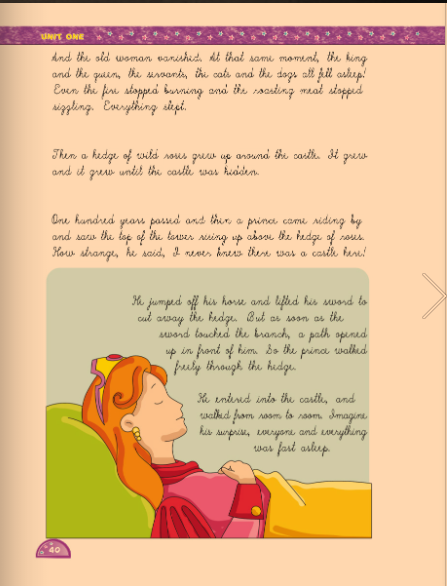 UNIT ONE
And the old woman vanished. At that same moment, the king
and the queen, the servants, the cats and the dogs all fell asleep!
Even the fire stopped burning and the roasting meat stopped
sizzling. Everything slept.
Then a hedge of wild roses grew up around the castle. It grew
and it grew until the castle was hidden.
One hundred years passed and then a prince came riding by
and saw the top of the tower rising up above the hedge of roses.
How strange, he said, I never knew there was a castle here!
He jumped off his horse and lifted his sword to
cut away the hedge. But as soon as the
sword touched the branch, a path opened
up in front of him. So the prince walked
freely through the hedge.
He entered into the castle, and
walked from room to room. Imagine
his surprise, everyone and everything
was fast asleep.
40